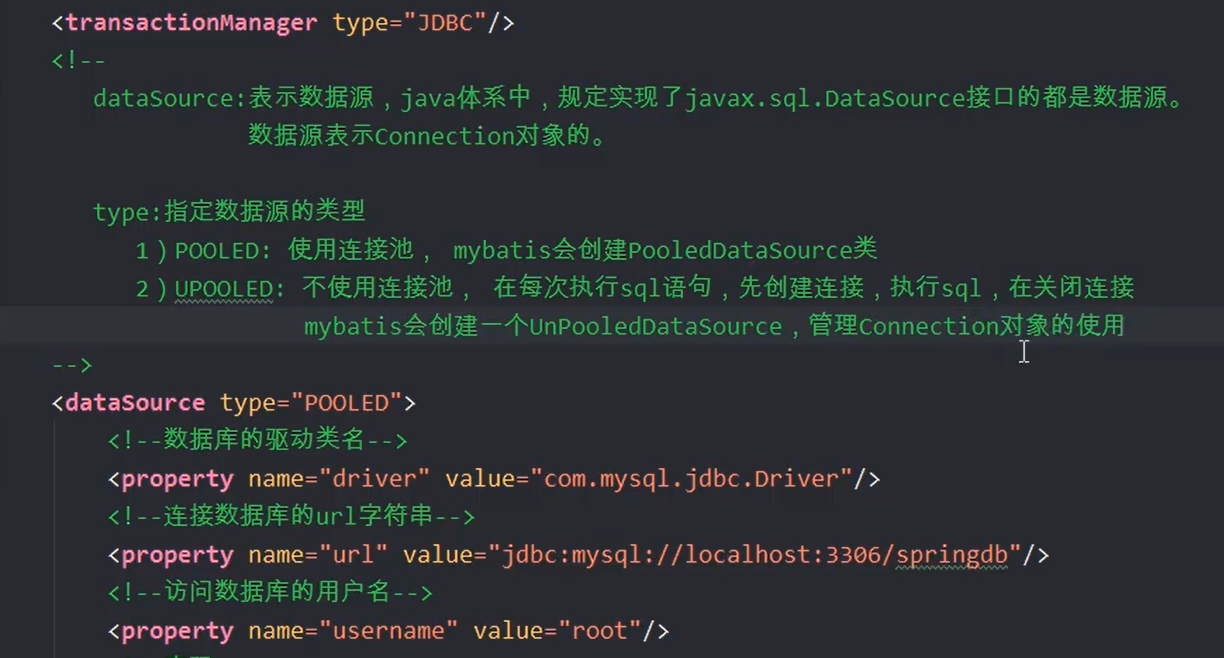 <transactionManager type="JDBC"/>
<!--
dataSource:表示数据源，java体系中，规定实现了javax.sql.DataSource接口的都是数据源。
数据源表示Connection对象的。
type:指定数据源的类型
1）POOLED: 使用连接池， mybatis会创建PooledDataSource类
2）UPOOLED: 不使用连接池， 在每次执行sql语句，先创建连接，执行sql，在关闭连接
mybatis会创建一个UnPooledDataSource，管理Connection对象的使用
-->
<dataSource type="POOLED">
<!--数据库的驱动类名-->
<property name="driver" value="com.mysql.jdbc.Driver"/>
<!--连接数据库的url字符串-->
<property name="url" value="jdbc:mysql://localhost:3306/springdb"/>
<!--访问数据库的用户名-->
<property name="username" value="root"/>